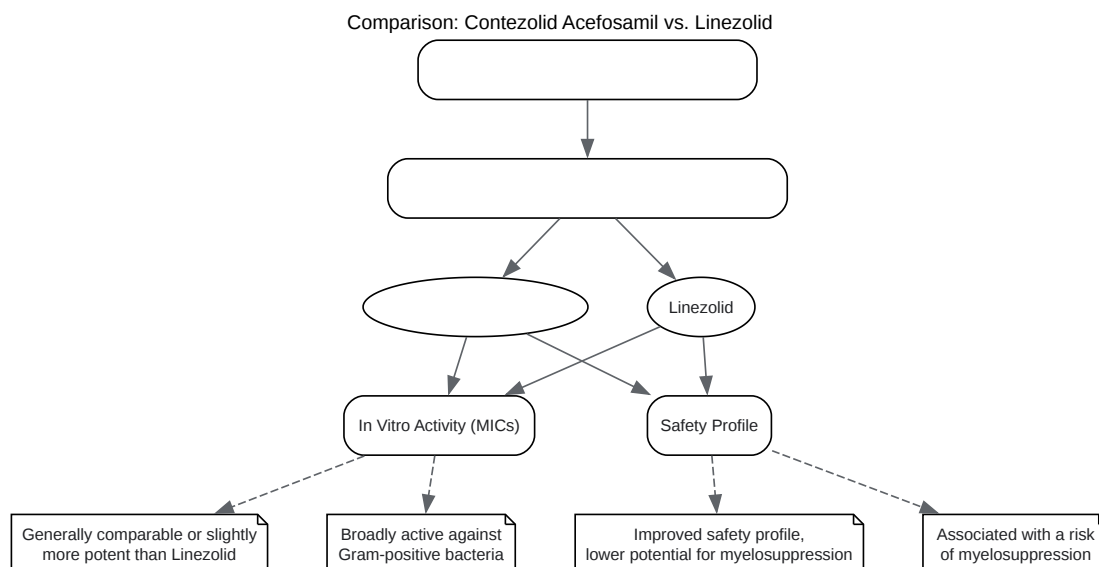 Comparison: Contezolid Acefosamil vs. Linezolid
Linezolid
In Vitro Activity (MICs)
Safety Profile
Generally comparable or slightly
more potent than Linezolid
Broadly active against
Gram-positive bacteria
Improved safety profile,
lower potential for myelosuppression
Associated with a risk
of myelosuppression